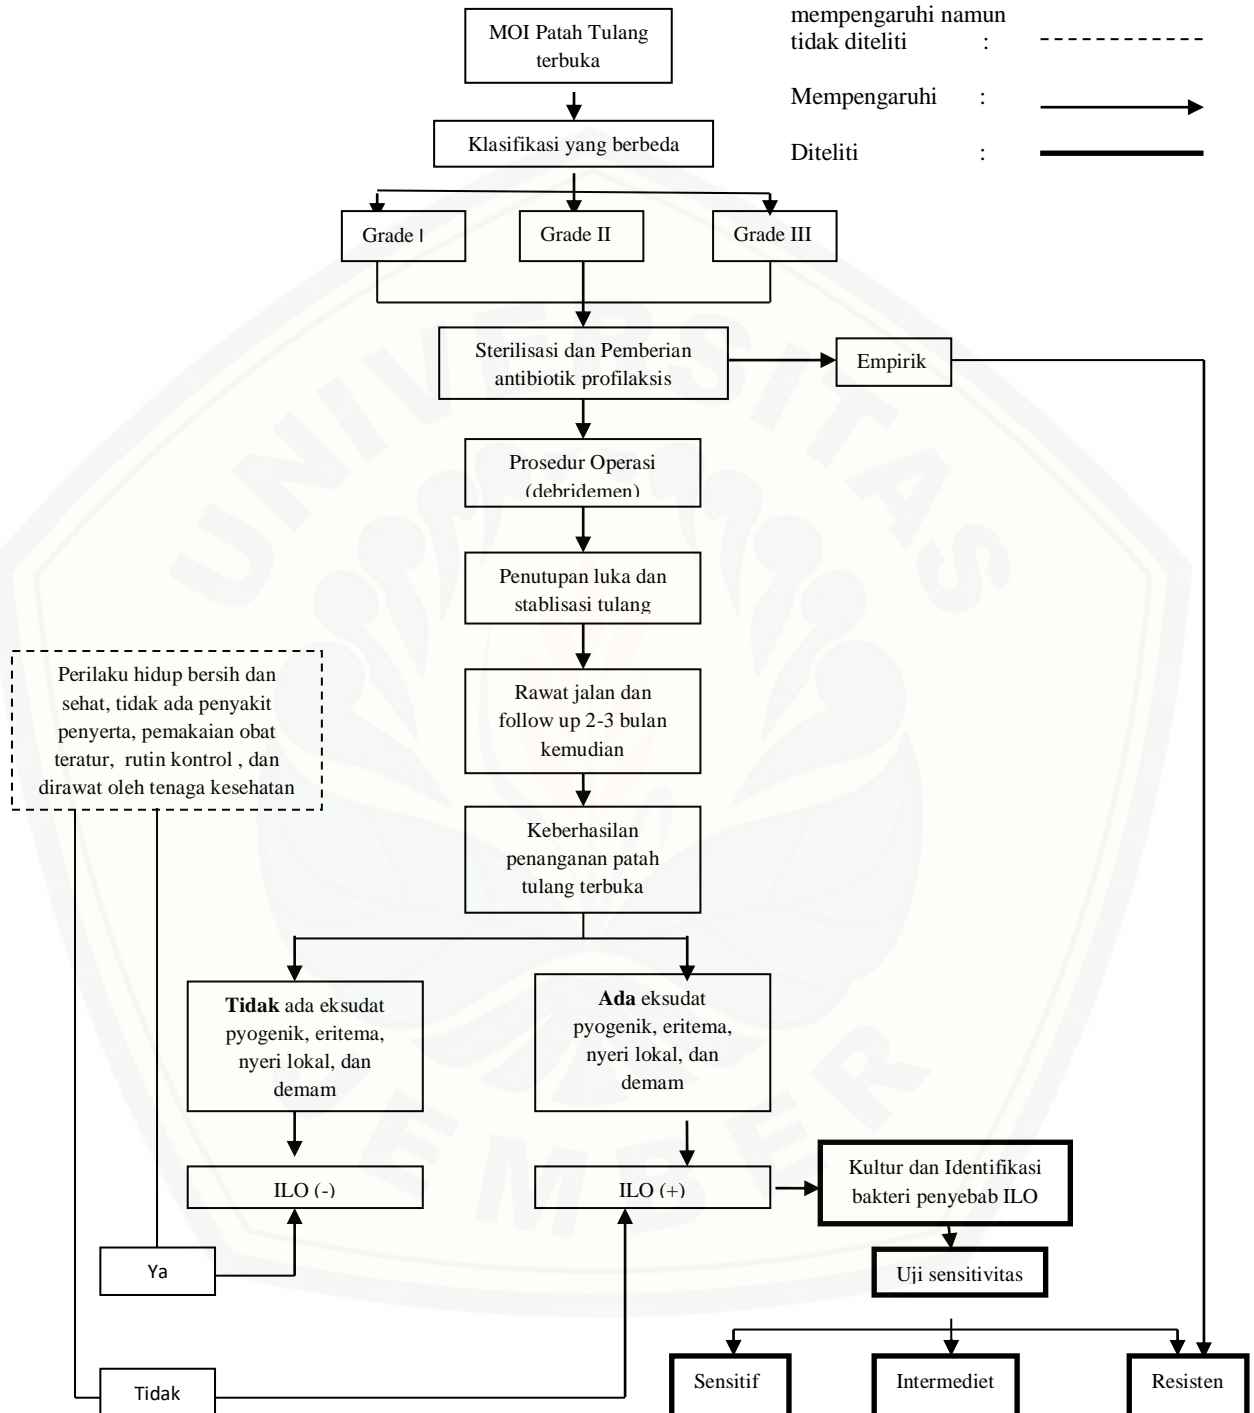 mempengaruhi namun
tidak diteliti :
Mempengaruhi :
Diteliti :
MOI Patah Tulang
terbuka
Klasifikasi yang berbeda
Grade I
Grade II
Grade III
Sterilisasi dan Pemberian
antibiotik profilaksis
Empirik
Prosedur Operasi
(debridemen)
Penutupan luka dan
stablisasi tulang
Perilaku hidup bersih dan
sehat, tidak ada penyakit
penyerta, pemakaian obat
teratur, rutin kontrol , dan
dirawat oleh tenaga kesehatan
Rawat jalan dan
follow up 2-3 bulan
kemudian
Keberhasilan
penanganan patah
tulang terbuka
Tidak ada eksudat
pyogenik, eritema,
nyeri lokal, dan
demam
Ada eksudat
pyogenik, eritema,
nyeri lokal, dan
demam
ILO (-)
ILO (+)
Kultur dan Identifikasi
bakteri penyebab ILO
Ya
Uji sensitivitas
Tidak
Sensitif
Intermediet
Resisten
UNIVERSITAS
JEMBER